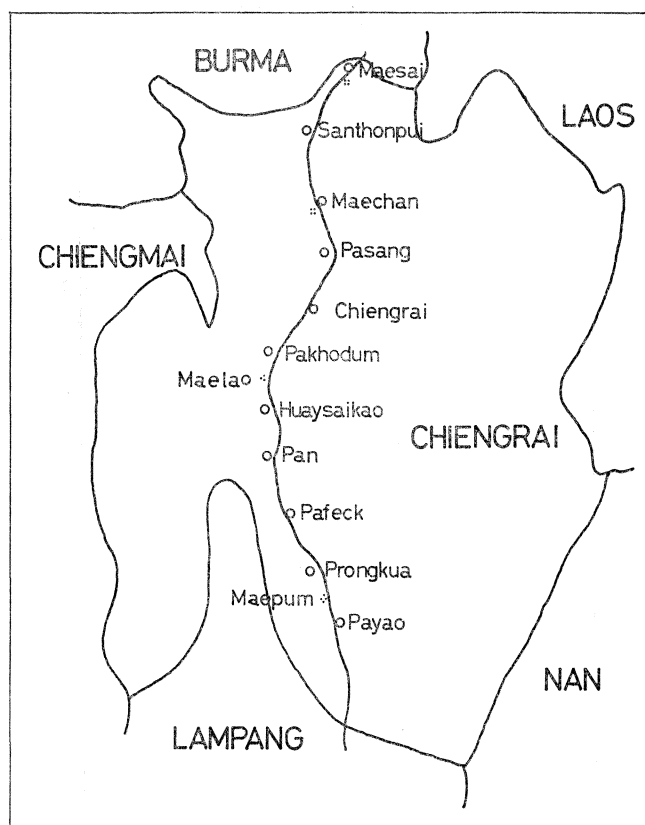 BURMA
Maesai
LAOS
Santhonpui
Maechan
CHIENGMAI
Pasang
Chiengrai
Pakhodum
Maelao
Huaysaikao
CHIENGRAI
Pan
Pafeck
Prongkua
Maepum
Payao
NAN
LAMPANG